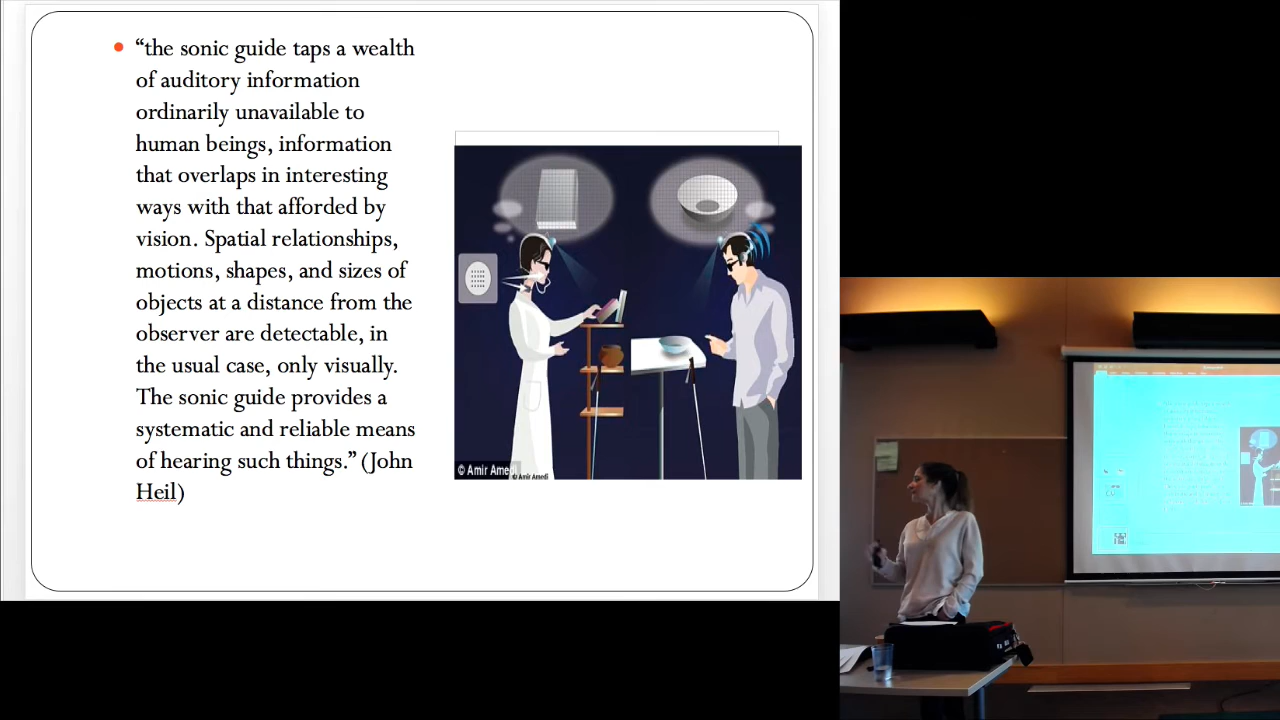 “the sonic guide taps a wealth
of auditory information
ordinarily unavailable to
human beings, information
that overlaps in interesting
ways with that afforded by
vision. Spatial relationships,
motions, shapes, and sizes of
objects at a distance from the
observer are detectable, in
the usual case, only visually.
The sonic guide provides a
systematic and reliable means
of hearing such things.” (John
Heil)
© Amir Amedi
© Amir Amedi